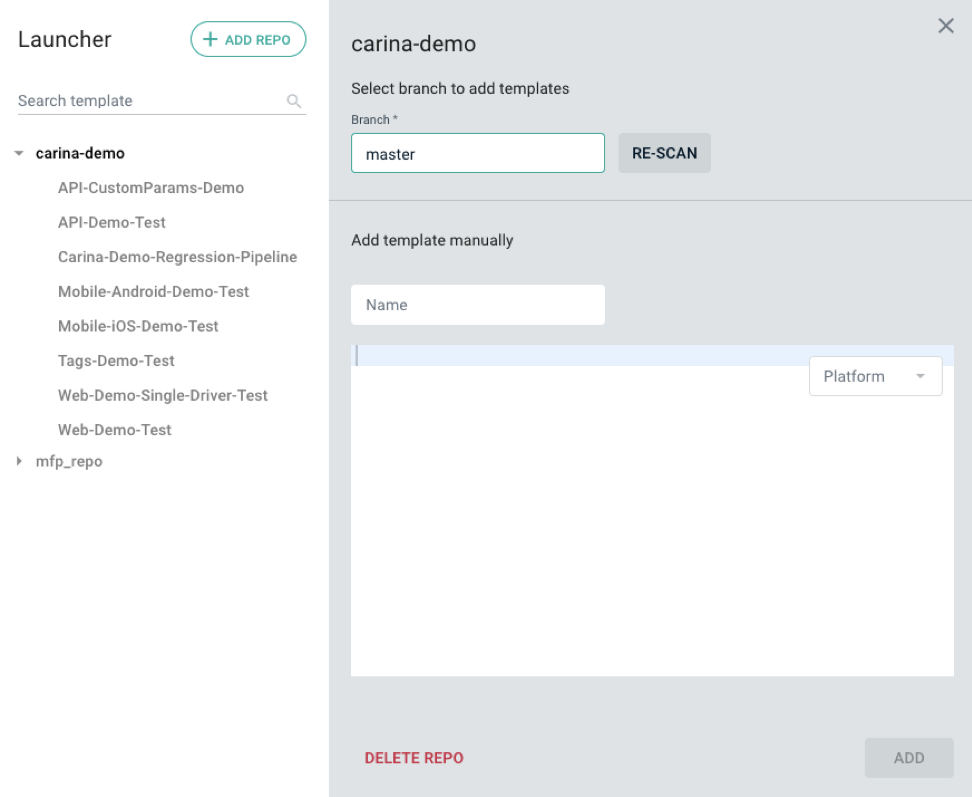 Launcher
ADD REPO
Search template
carina-demo
API-CustomParams-Demo
API-Demo-Test
Carina-Demo-Regression-Pipeline
Mobile-Android-Demo-Test
Mobile-iOS-Demo-Test
Tags-Demo-Test
Web-Demo-Single-Driver-Test
Web-Demo-Test
mfp_repo
carina-demo
Select branch to add templates
Branch *
master
RE-SCAN
Add template manually
Name
Platform
DELETE REPO
ADD